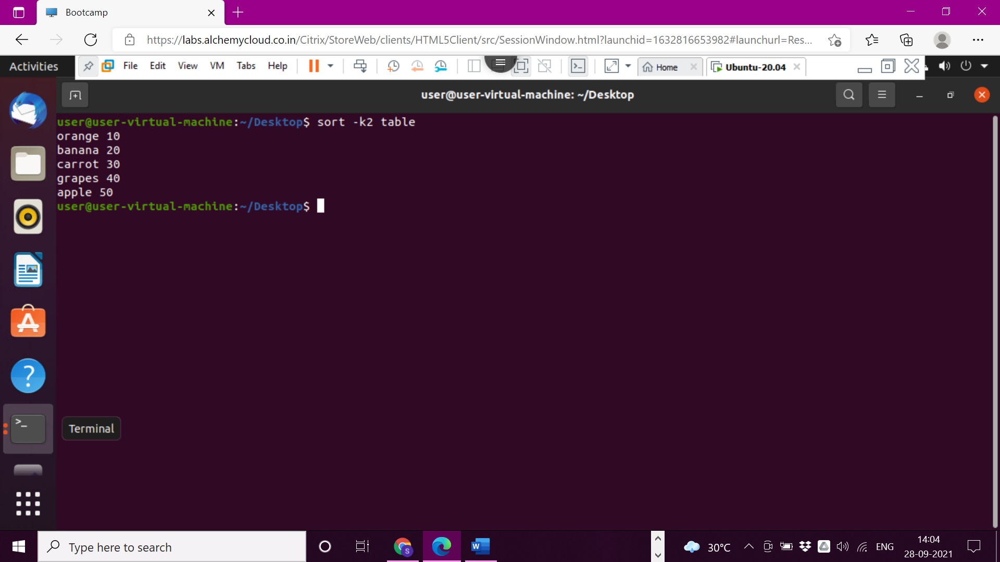 Bootcamp
https://labs.alchemycloud.co.in/Citrix/StoreWeb/clients/HTML5Client/src/SessionWindow.html?launchid=1632816653982#launchurl=Res...
Activities File Edit View VM Tabs Help Home Ubuntu-20.04
user@user-virtual-machine: ~/Desktop
user@user-virtual-machine:~/Desktop$ sort -k2 table
orange 10
banana 20
carrot 30
grapes 40
apple 50
user@user-virtual-machine:~/Desktop$
Terminal
Type here to search
30°C
ENG
14:04
28-09-2021